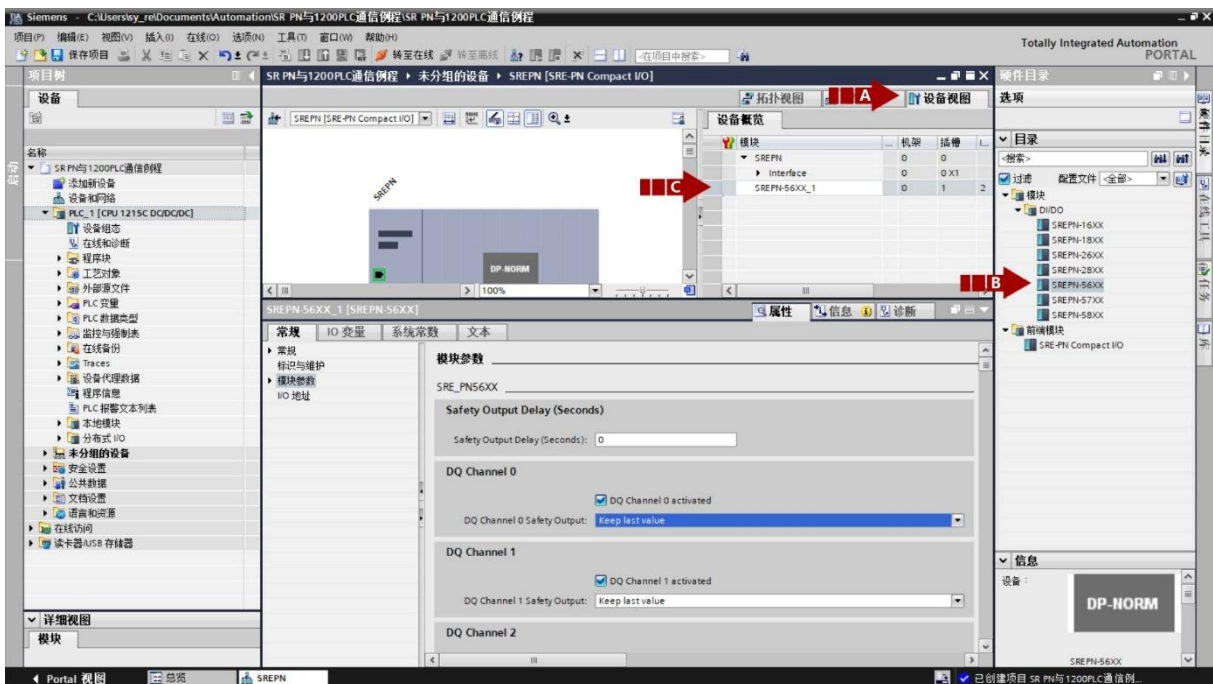 Siemens - C:\Users\sy_re\Documents\Automation\SR PN与1200PLC通信例程\SR PN与1200PLC通信例程
项目(P) 编辑(E) 视图(V) 插入(I) 在线(O) 选项(N) 工具(T) 窗口(W) 帮助(H)
Totally Integrated Automation
PORTAL
保存项目 转至在线 转至离线 <在项目中搜索>
项目树
SR PN与1200PLC通信例程 ▸ 未分组的设备 ▸ SREPN [SRE-PN Compact I/O]
硬件目录
设备
拓扑视图 A 设备视图
选项
SREPN [SRE-PN Compact I/O]
设备概览
名称
SR PN与1200PLC通信例程
添加新设备
设备和网络
PLC_1 [CPU 1215C DC/DC/DC]
设备组态
在线和诊断
程序块
工艺对象
外部源文件
PLC 变量
PLC 数据类型
监控与强制表
在线备份
Traces
设备代理数据
程序信息
PLC 报警文本列表
本地模块
分布式 I/O
未分组的设备
安全设置
公共数据
文档设置
语言和资源
在线访问
读卡器/USB 存储器
详细视图
模块
启动
SREPN
DP-NORM
100%
模块 ... 机架 插槽
SREPN 0 0
Interface 0 0 X1
C SREPN-56XX_1 0 1 2
SREPN-56XX_1 [SREPN-56XX]
属性 信息 诊断
常规 IO 变量 系统常数 文本
常规
标识与维护
模块参数
I/O 地址
模块参数
SRE_PN56XX
Safety Output Delay (Seconds)
Safety Output Delay (Seconds): 0
DQ Channel 0
DQ Channel 0 activated
DQ Channel 0 Safety Output: Keep last value
DQ Channel 1
DQ Channel 1 activated
DQ Channel 1 Safety Output: Keep last value
DQ Channel 2
目录
<搜索>
过滤 配置文件 <全部>
模块
DI/DO
SREPN-16XX
SREPN-18XX
SREPN-26XX
SREPN-28XX
B SREPN-56XX
SREPN-57XX
SREPN-58XX
前端模块
SRE-PN Compact I/O
信息
设备：
DP-NORM
SREPN-56XX
硬件目录
在线工具
任务
库
Portal 视图 总览 SREPN 已创建项目 SR PN与1200PLC通信例...